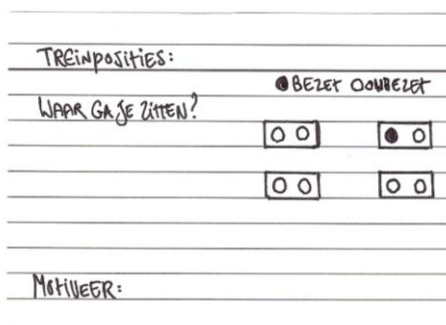 TREINPOSITIES:
●BEZET O ONBEZET
WAAR GA JE ZITTEN?
MOTIVEER: